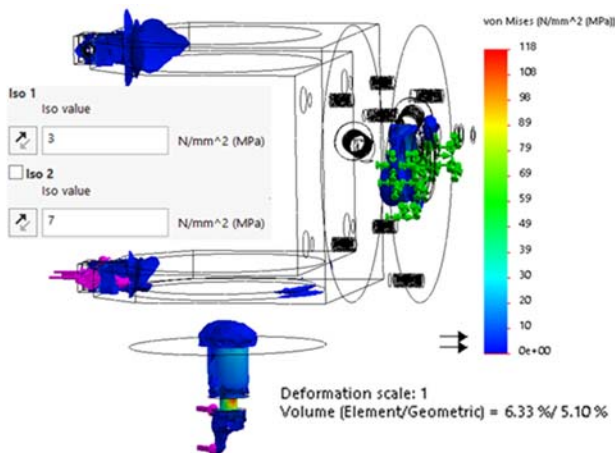 von Mises (N/mm^2 (MPa))
118
108
98
88
79
69
59
49
39
29
20
10
0e+00
Iso 1
Iso value
3
N/mm^2 (MPa)
Iso 2
Iso value
7
N/mm^2 (MPa)
Deformation scale: 1
Volume (Element/Geometric) = 6.33 %/ 5.10 %